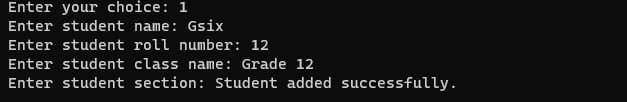 Enter your choice: 1
Enter student name: Gsix
Enter student roll number: 12
Enter student class name: Grade 12
Enter student section: Student added successfully.